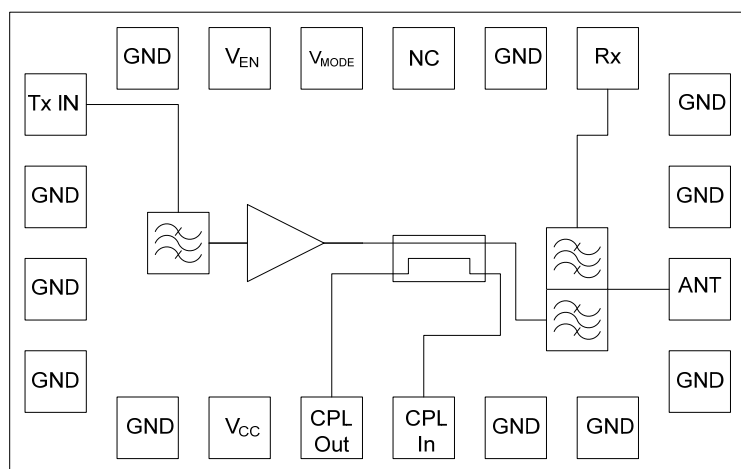 GND
V_EN
V_MODE
NC
GND
Rx
Tx IN
GND
GND
GND
GND
ANT
GND
GND
GND
V_CC
CPL
Out
CPL
In
GND
GND